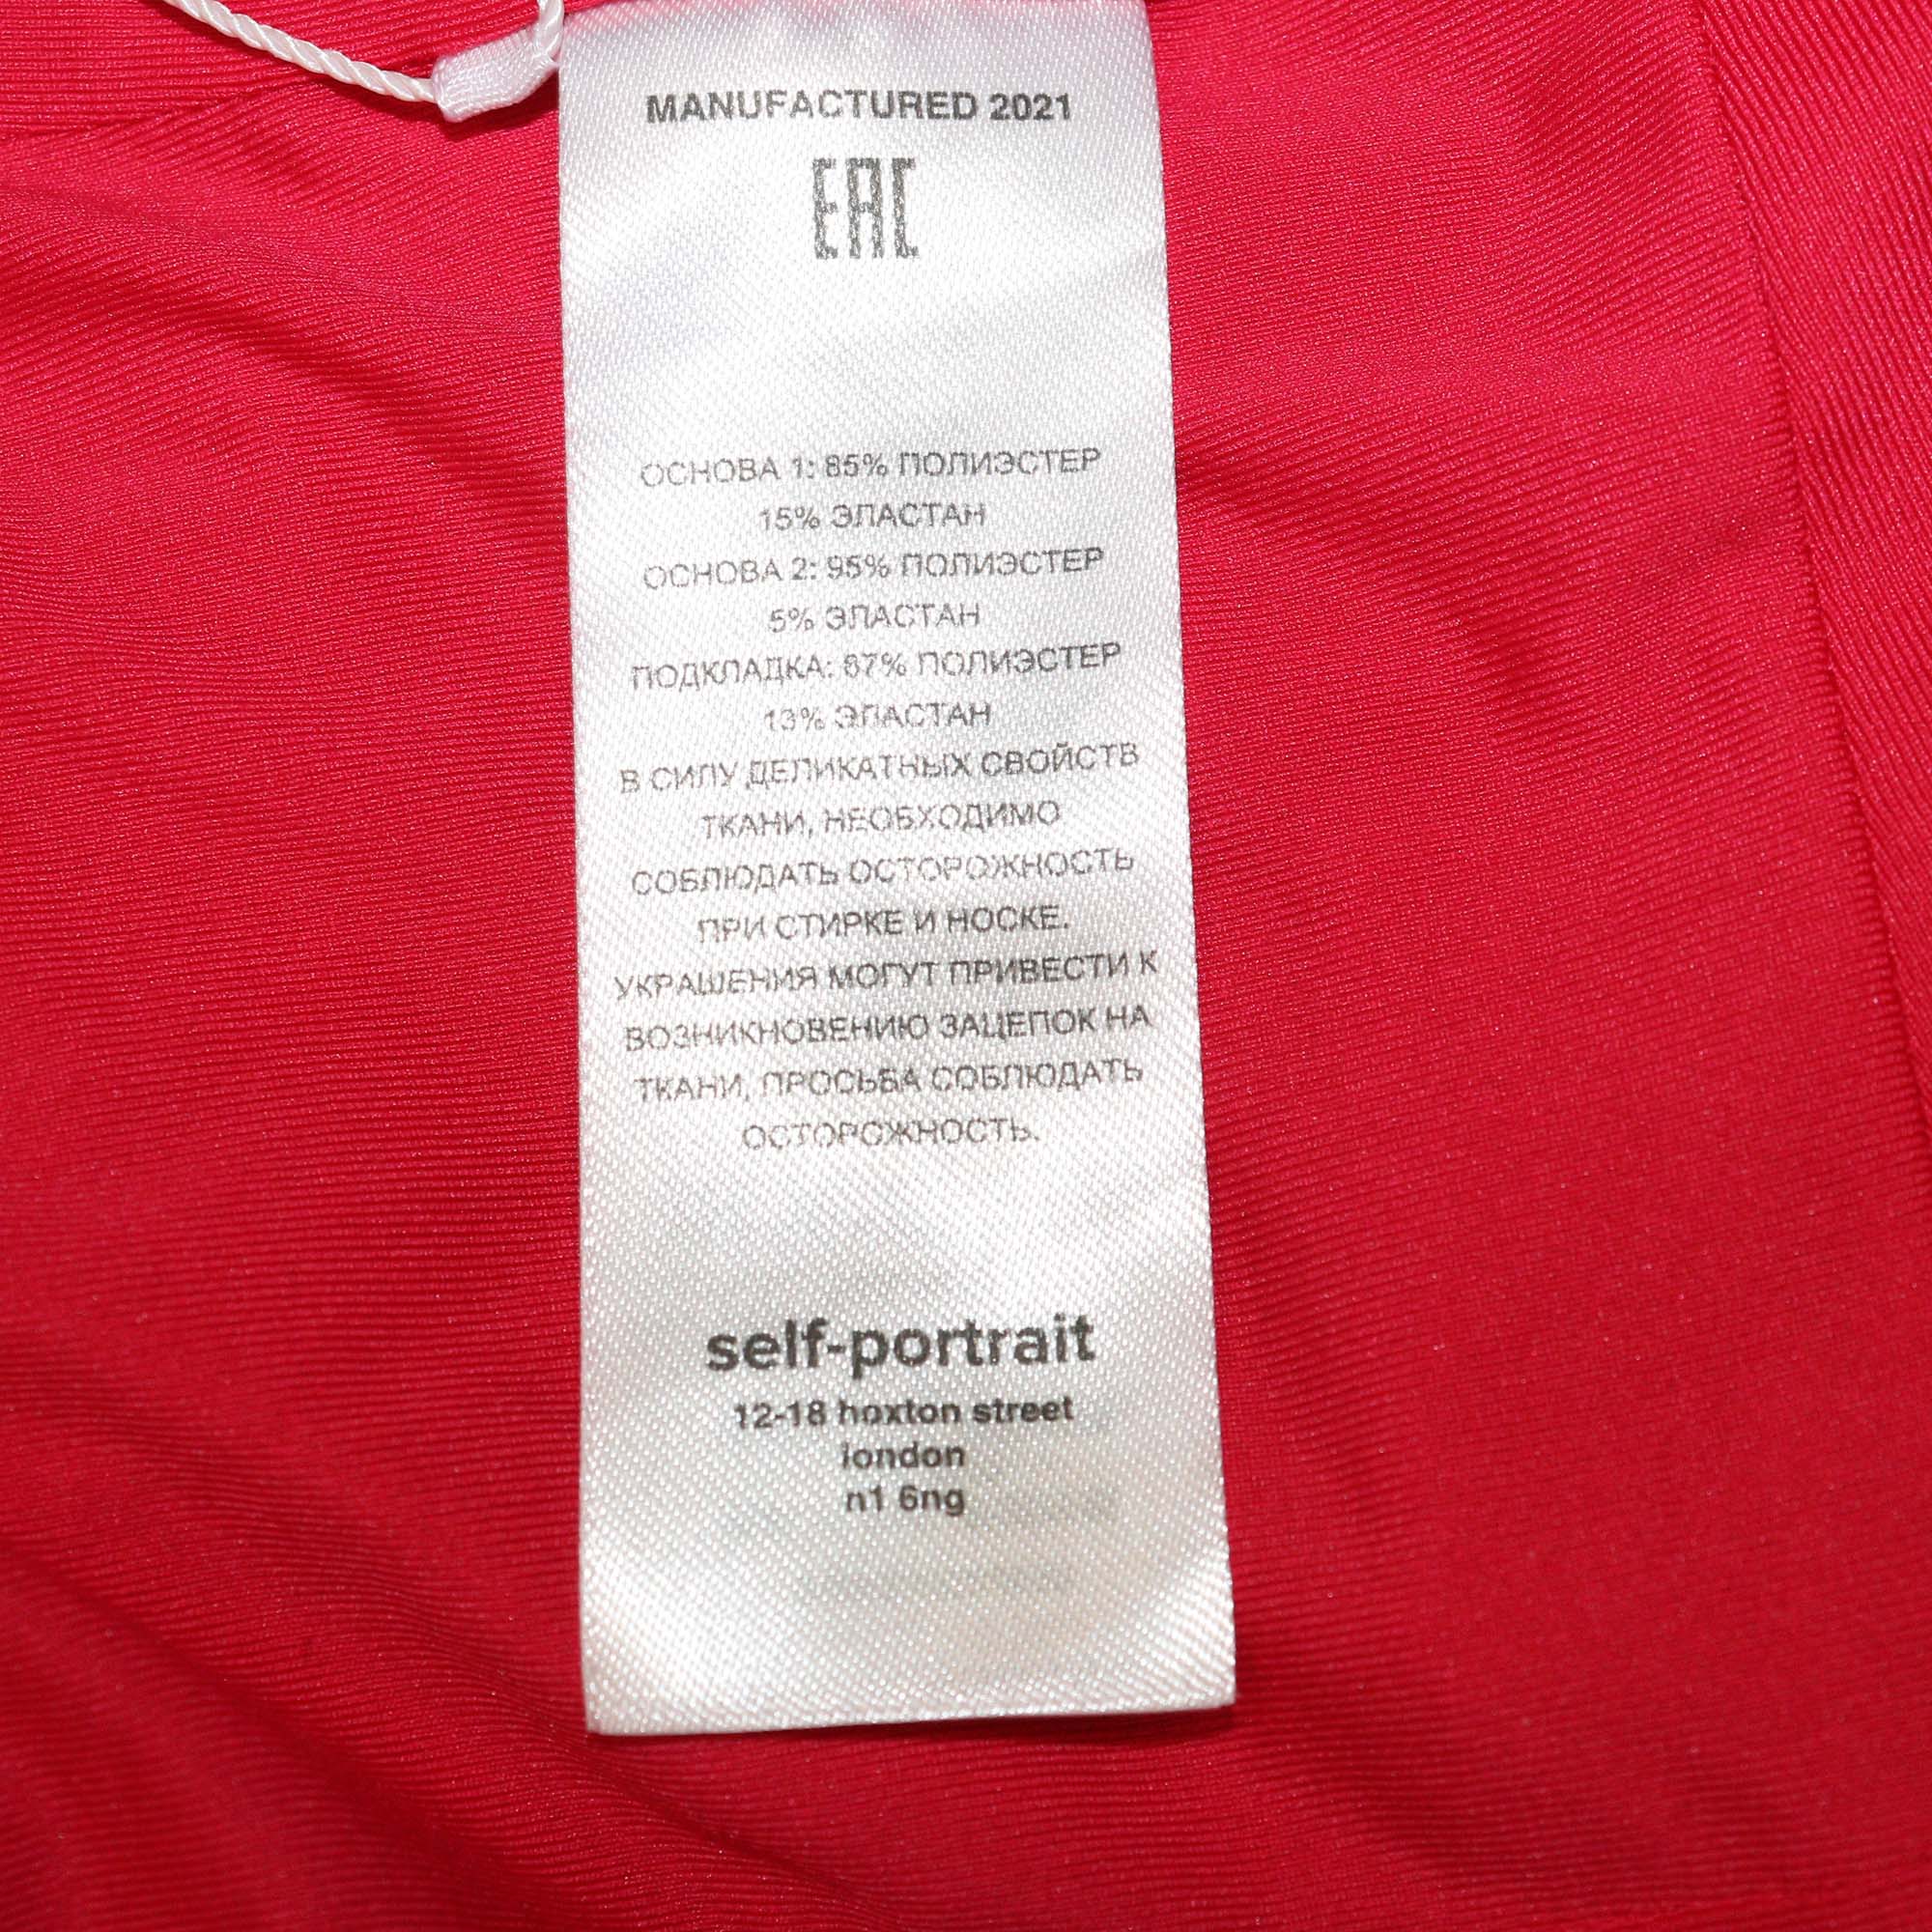 MANUFACTURED 2021
EAC
ОСНОВА 1: 85% ПОЛИЭСТЕР
15% ЭЛАСТАН
ОСНОВА 2: 95% ПОЛИЭСТЕР
5% ЭЛАСТАН
ПОДКЛАДКА: 87% ПОЛИЭСТЕР
13% ЭЛАСТАН
В СИЛУ ДЕЛИКАТНЫХ СВОЙСТВ
ТКАНИ, НЕОБХОДИМО
СОБЛЮДАТЬ ОСТОРОЖНОСТЬ
ПРИ СТИРКЕ И НОСКЕ.
УКРАШЕНИЯ МОГУТ ПРИВЕСТИ К
ВОЗНИКНОВЕНИЮ ЗАЦЕПОК НА
ТКАНИ, ПРОСЬБА СОБЛЮДАТЬ
ОСТОРОЖНОСТЬ.
self-portrait
12-18 hoxton street
london
n1 6ng